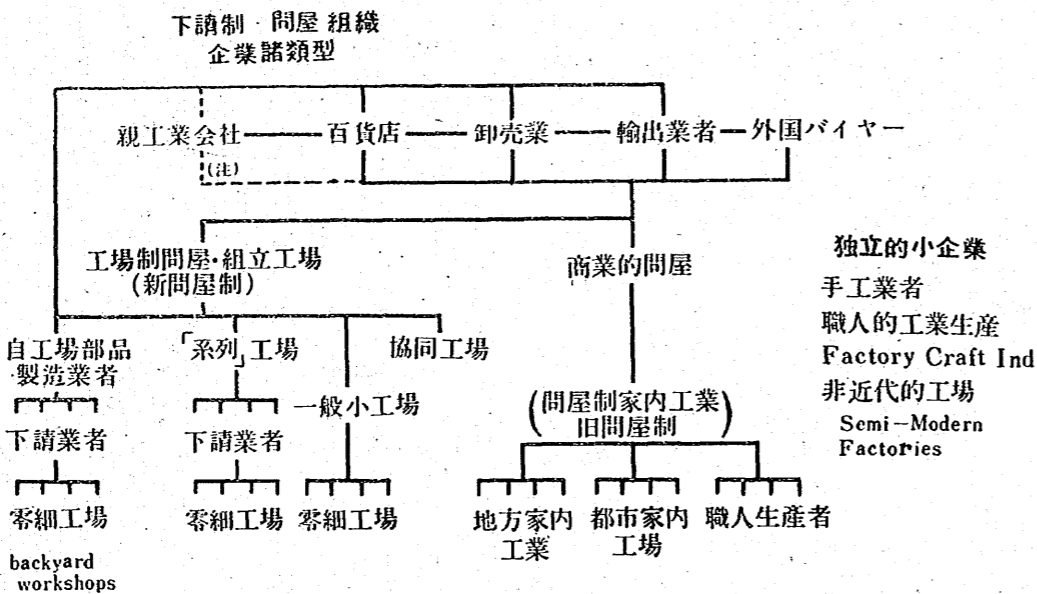 下請制・問屋組織
企業諸類型
親工業会社
百貨店
卸売業
輸出業者
外国バイヤー
(注)
工場制問屋・組立工場
(新問屋制)
商業的問屋
独立的小企業
手工業者
職人的工業生産
Factory Craft Ind
非近代的工場
Semi-Modern
Factories
自工場部品
製造業者
「系列」工場
協同工場
一般小工場
(問屋制家内工業
旧問屋制)
下請業者
下請業者
零細工場
零細工場
零細工場
地方家内
工業
都市家内
工場
職人生産者
backyard
workshops